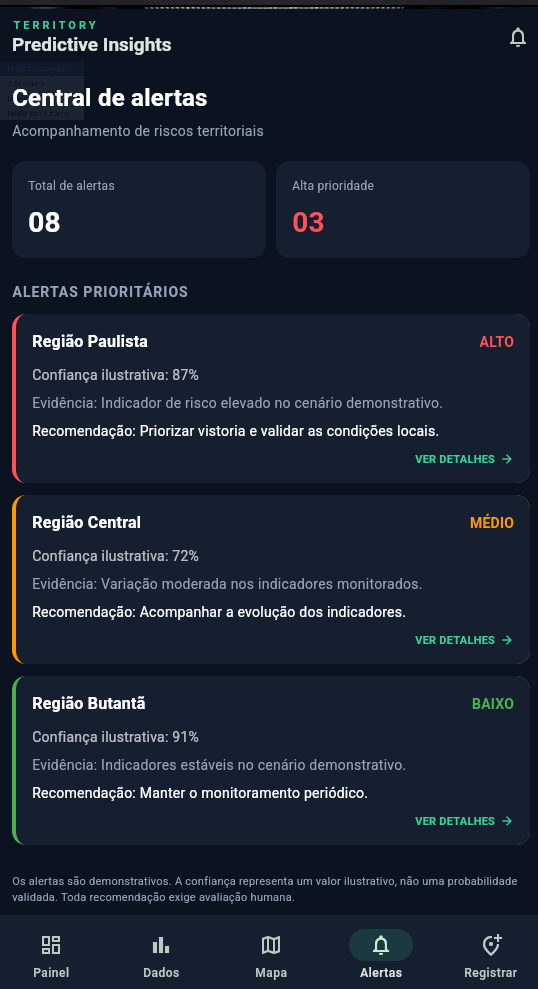 TERRITORY
Predictive Insights
Central de alertas
Acompanhamento de riscos territoriais
Total de alertas
08
Alta prioridade
03
ALERTAS PRIORITÁRIOS
Região Paulista
ALTO
Confiança ilustrativa: 87%
Evidência: Indicador de risco elevado no cenário demonstrativo.
Recomendação: Priorizar vistoria e validar as condições locais.
VER DETALHES →
Região Central
MÉDIO
Confiança ilustrativa: 72%
Evidência: Variação moderada nos indicadores monitorados.
Recomendação: Acompanhar a evolução dos indicadores.
VER DETALHES →
Região Butantã
BAIXO
Confiança ilustrativa: 91%
Evidência: Indicadores estáveis no cenário demonstrativo.
Recomendação: Manter o monitoramento periódico.
VER DETALHES →
Os alertas são demonstrativos. A confiança representa um valor ilustrativo, não uma probabilidade
validada. Toda recomendação exige avaliação humana.
Painel
Dados
Mapa
Alertas
Registrar